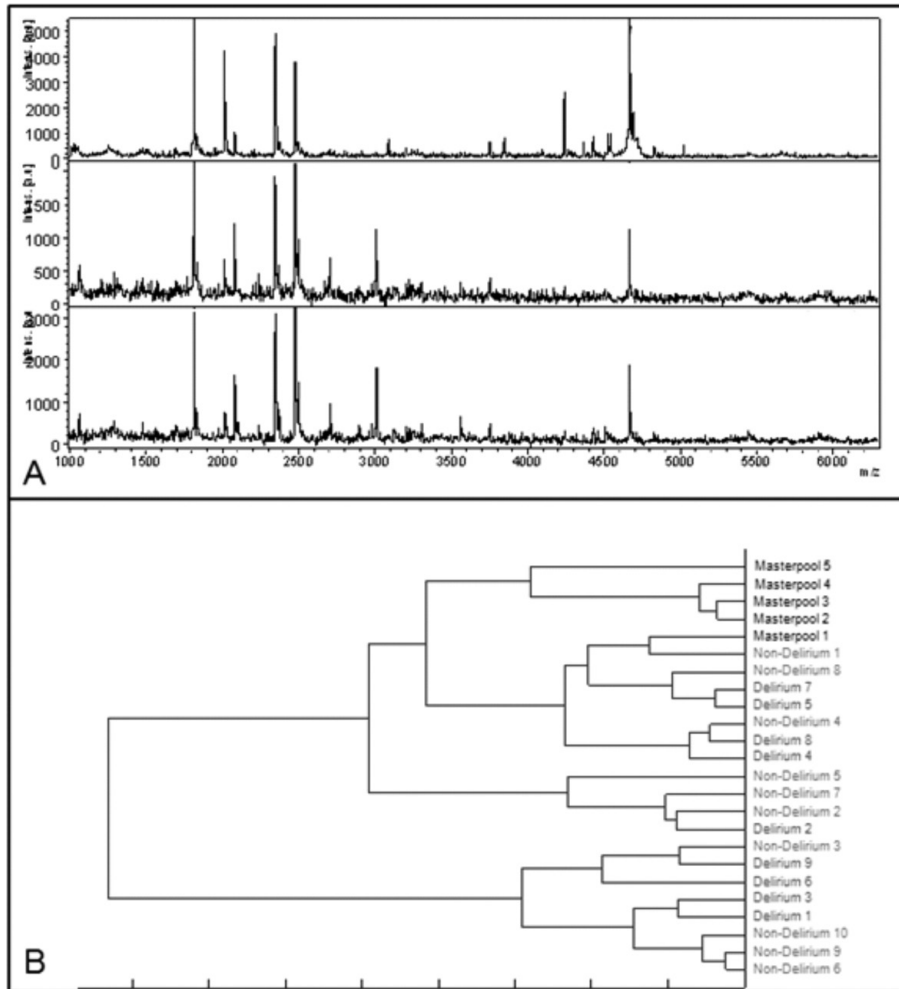 5000
4000
3000
2000
1000
0
1500
1000
500
0
3000
2000
1000
0
1000 1500 2000 2500 3000 3500 4000 4500 5000 5500 6000
m/z
A
Masterpool 5
Masterpool 4
Masterpool 3
Masterpool 2
Masterpool 1
Non-Delirium 1
Non-Delirium 8
Delirium 7
Delirium 5
Non-Delirium 4
Delirium 8
Delirium 4
Non-Delirium 5
Non-Delirium 7
Non-Delirium 2
Delirium 2
Non-Delirium 3
Delirium 9
Delirium 6
Delirium 3
Delirium 1
Non-Delirium 10
Non-Delirium 9
Non-Delirium 6
B